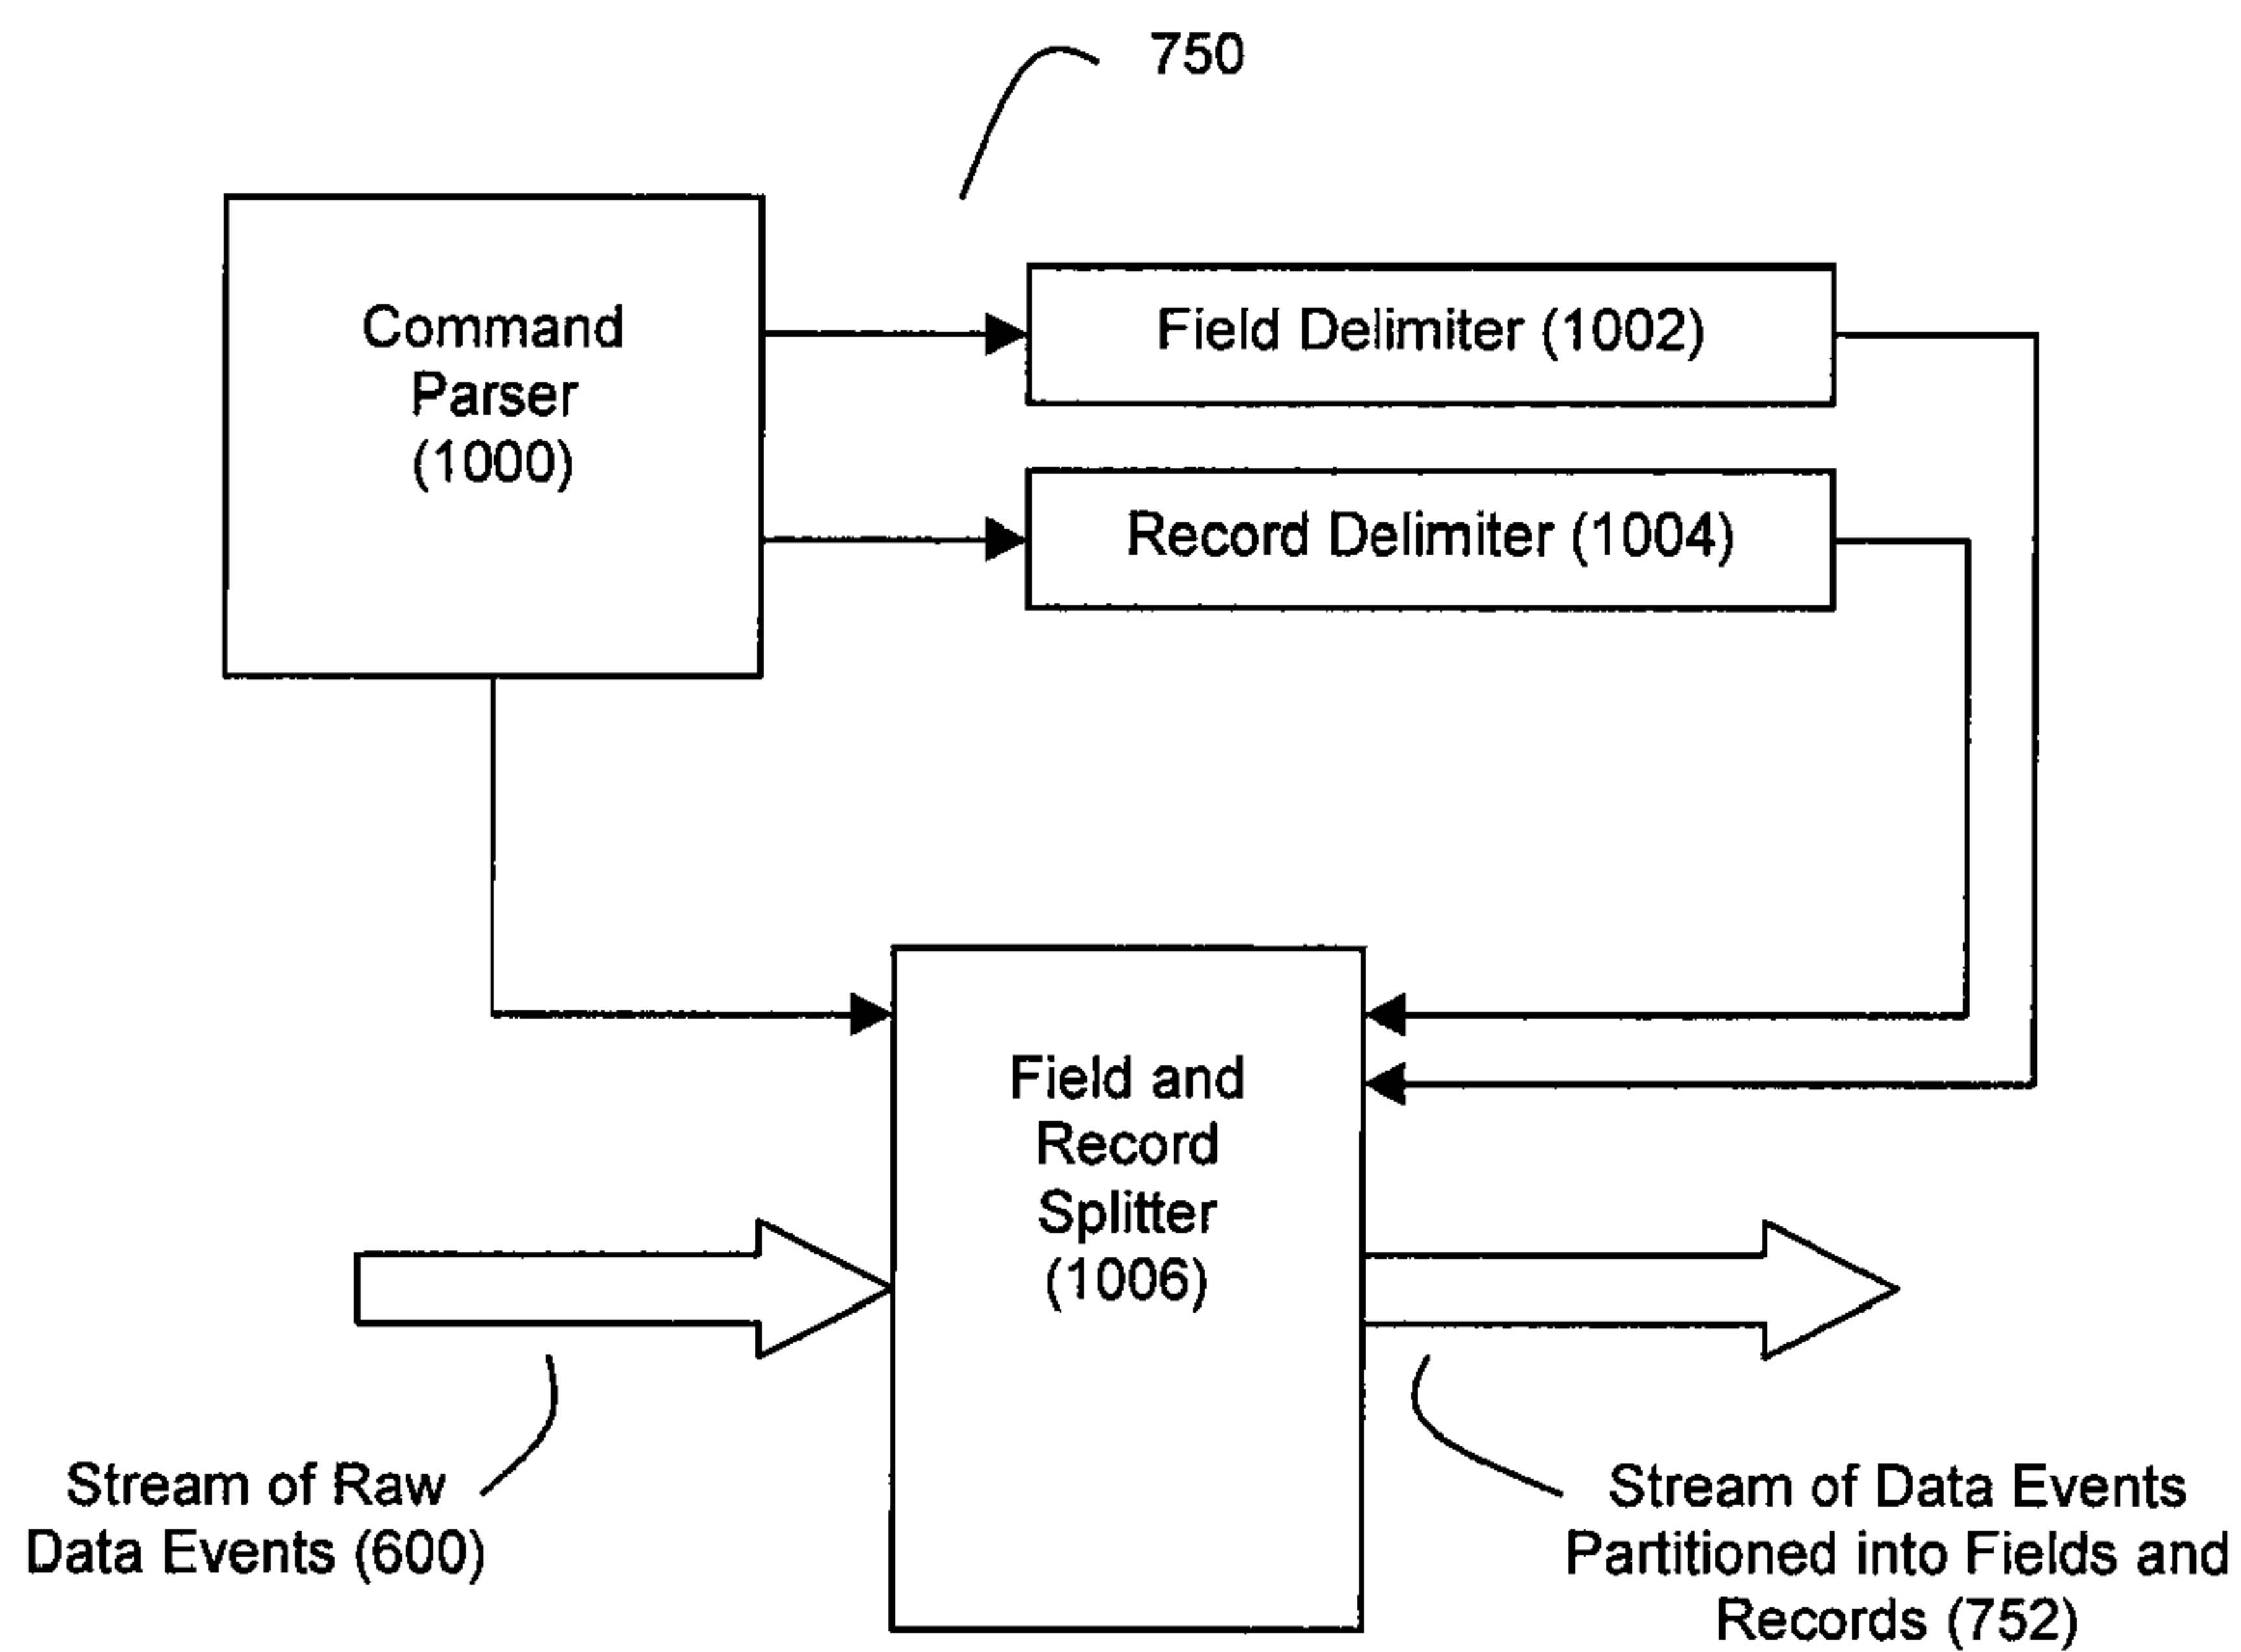 750
Command
Parser
(1000)
Field Delimiter (1002)
Record Delimiter (1004)
Field and
Record
Splitter
(1006)
Stream of Raw
Data Events (600)
Stream of Data Events
Partitioned into Fields and
Records (752)